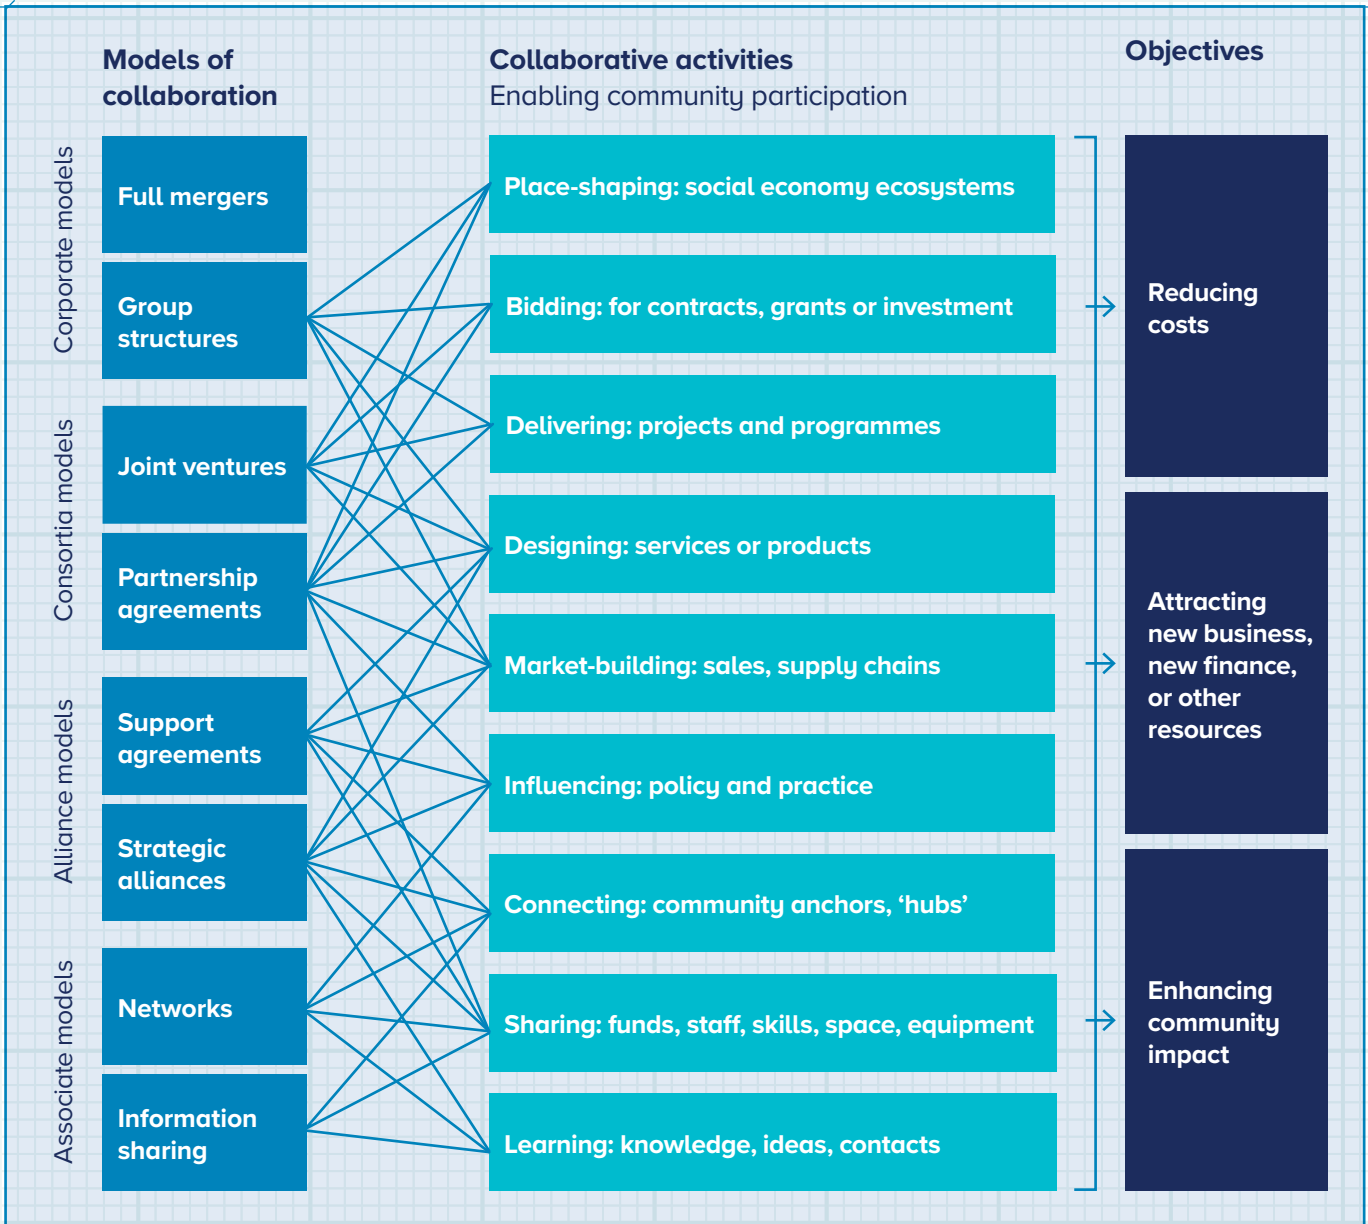 Models of
collaboration
Collaborative activities
Enabling community participation
Objectives
Corporate models
Full mergers
Group
structures
Consortia models
Joint ventures
Partnership
agreements
Alliance models
Support
agreements
Strategic
alliances
Associate models
Networks
Information
sharing
Place-shaping: social economy ecosystems
Bidding: for contracts, grants or investment
Delivering: projects and programmes
Designing: services or products
Market-building: sales, supply chains
Influencing: policy and practice
Connecting: community anchors, ‘hubs’
Sharing: funds, staff, skills, space, equipment
Learning: knowledge, ideas, contacts
Reducing
costs
Attracting
new business,
new finance,
or other
resources
Enhancing
community
impact